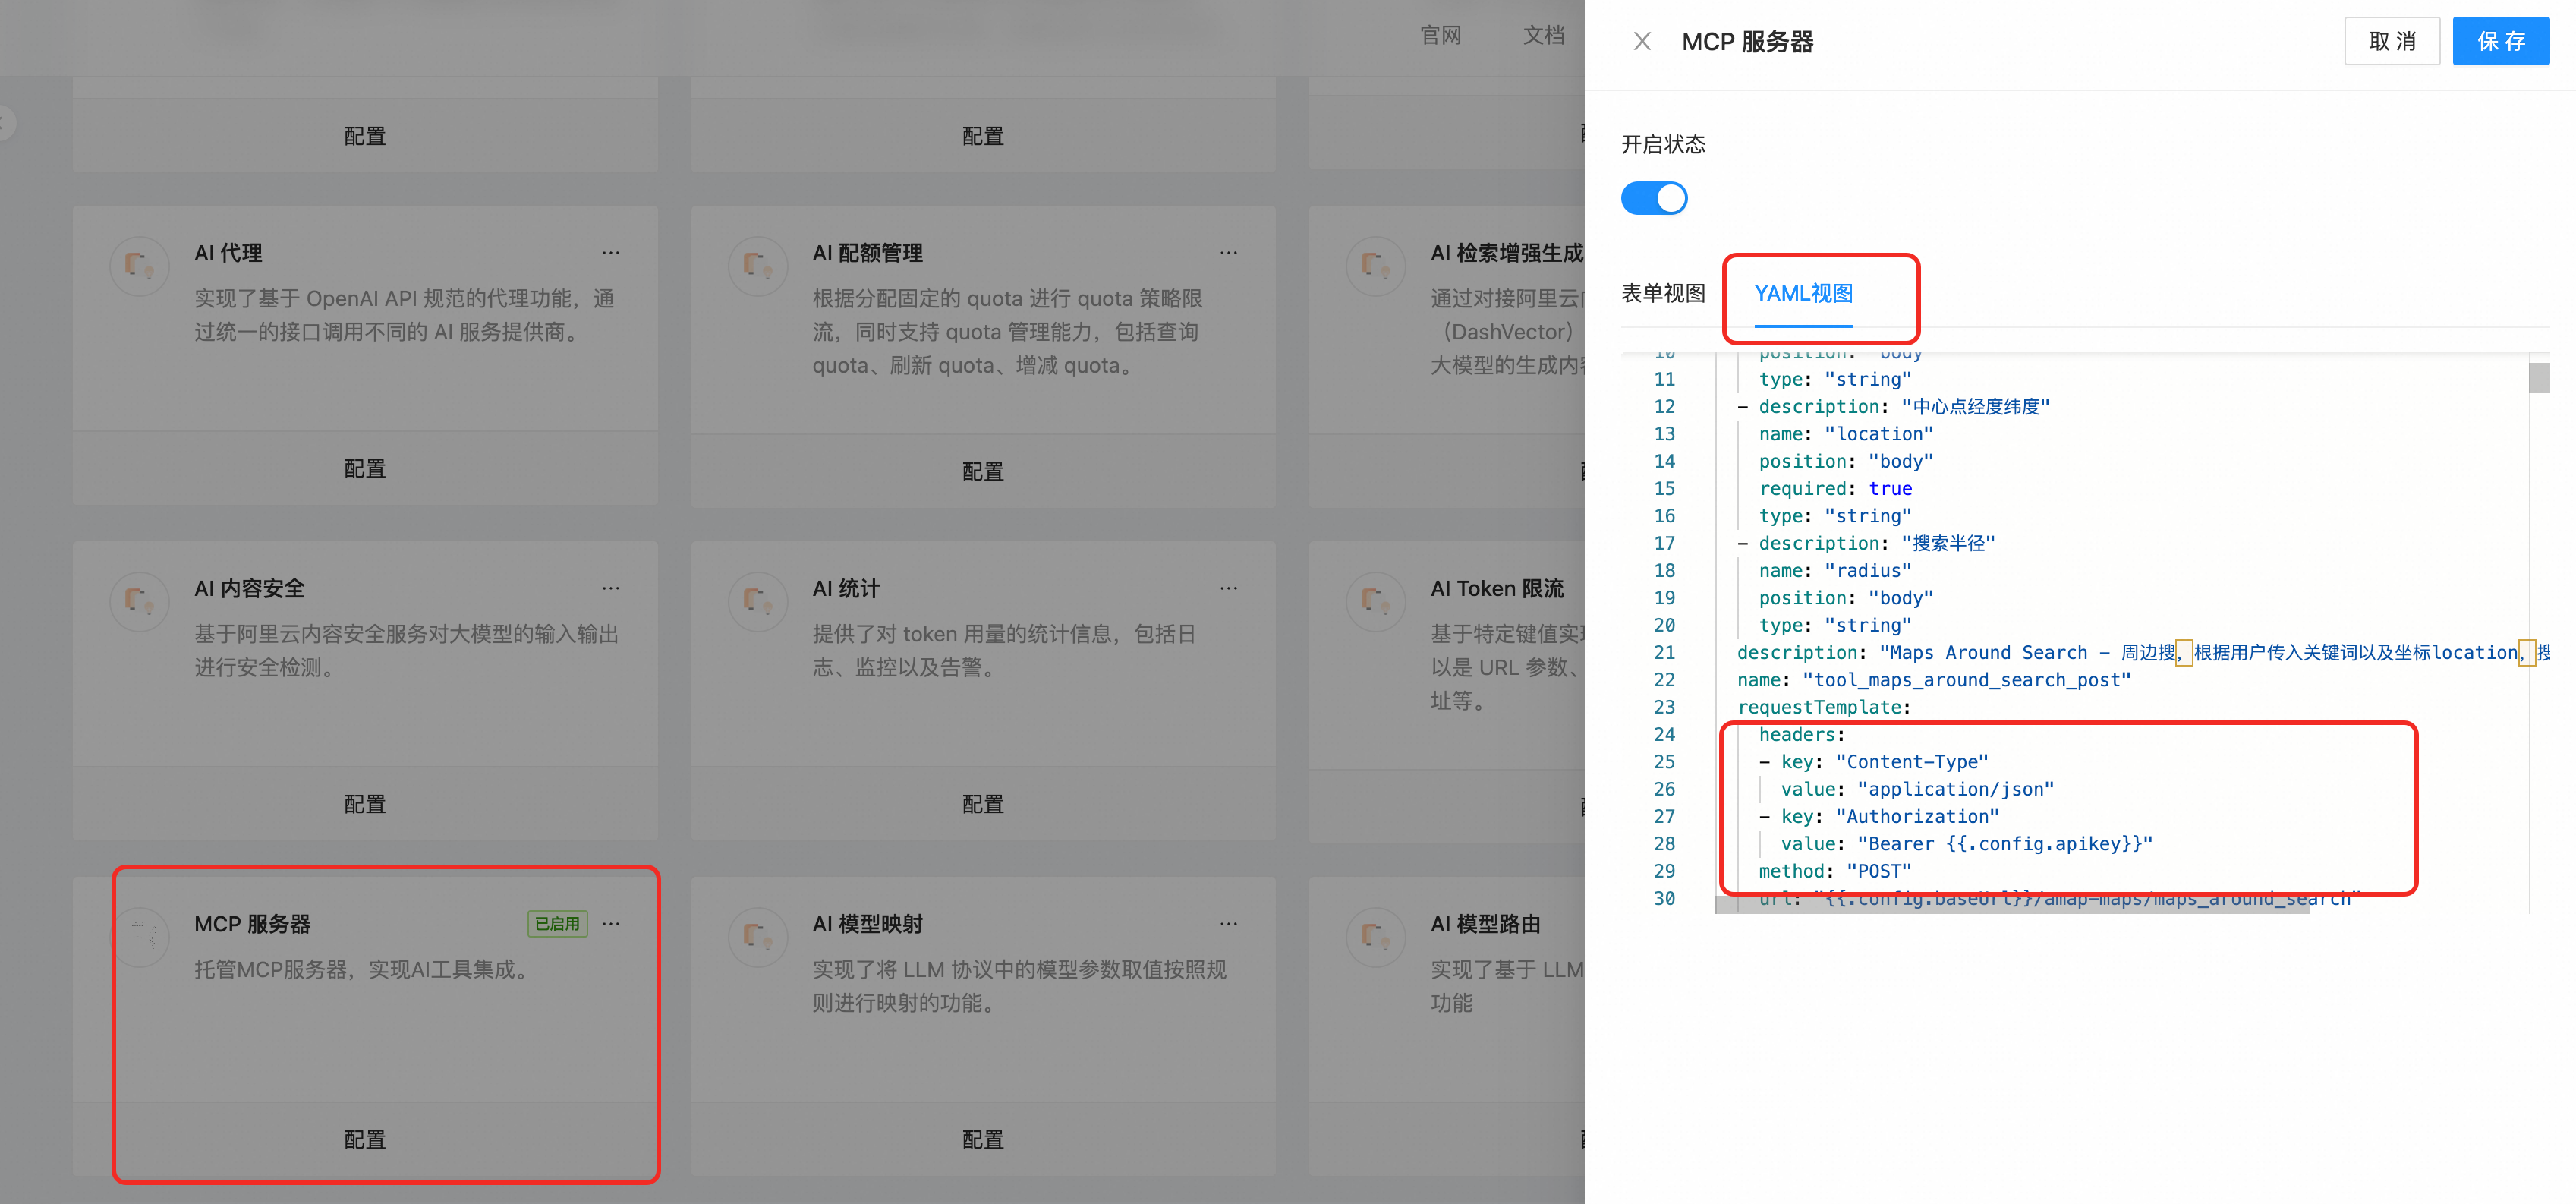 官网
文档
配置
配置
AI 代理
实现了基于 OpenAI API 规范的代理功能，通
过统一的接口调用不同的 AI 服务提供商。
配置
AI 配额管理
根据分配固定的 quota 进行 quota 策略限
流，同时支持 quota 管理能力，包括查询
quota、刷新 quota、增减 quota。
配置
AI 检索增强生成
通过对接阿里云
（DashVector）
大模型的生成内
AI 内容安全
基于阿里云内容安全服务对大模型的输入输出
进行安全检测。
配置
AI 统计
提供了对 token 用量的统计信息，包括日
志、监控以及告警。
配置
AI Token 限流
基于特定键值实
以是 URL 参数、
址等。
MCP 服务器
已启用
托管MCP服务器，实现AI工具集成。
配置
AI 模型映射
实现了将 LLM 协议中的模型参数取值按照规
则进行映射的功能。
配置
AI 模型路由
实现了基于 LLM
功能
MCP 服务器
取 消
保 存
开启状态
表单视图
YAML视图
10 position: "body"
11 type: "string"
12 - description: "中心点经度纬度"
13 name: "location"
14 position: "body"
15 required: true
16 type: "string"
17 - description: "搜索半径"
18 name: "radius"
19 position: "body"
20 type: "string"
21 description: "Maps Around Search - 周边搜，根据用户传入关键词以及坐标location，搜
22 name: "tool_maps_around_search_post"
23 requestTemplate:
24 headers:
25 - key: "Content-Type"
26 value: "application/json"
27 - key: "Authorization"
28 value: "Bearer {{.config.apikey}}"
29 method: "POST"
30 url: "{{.config.baseUrl}}/amap-maps/maps_around_search"